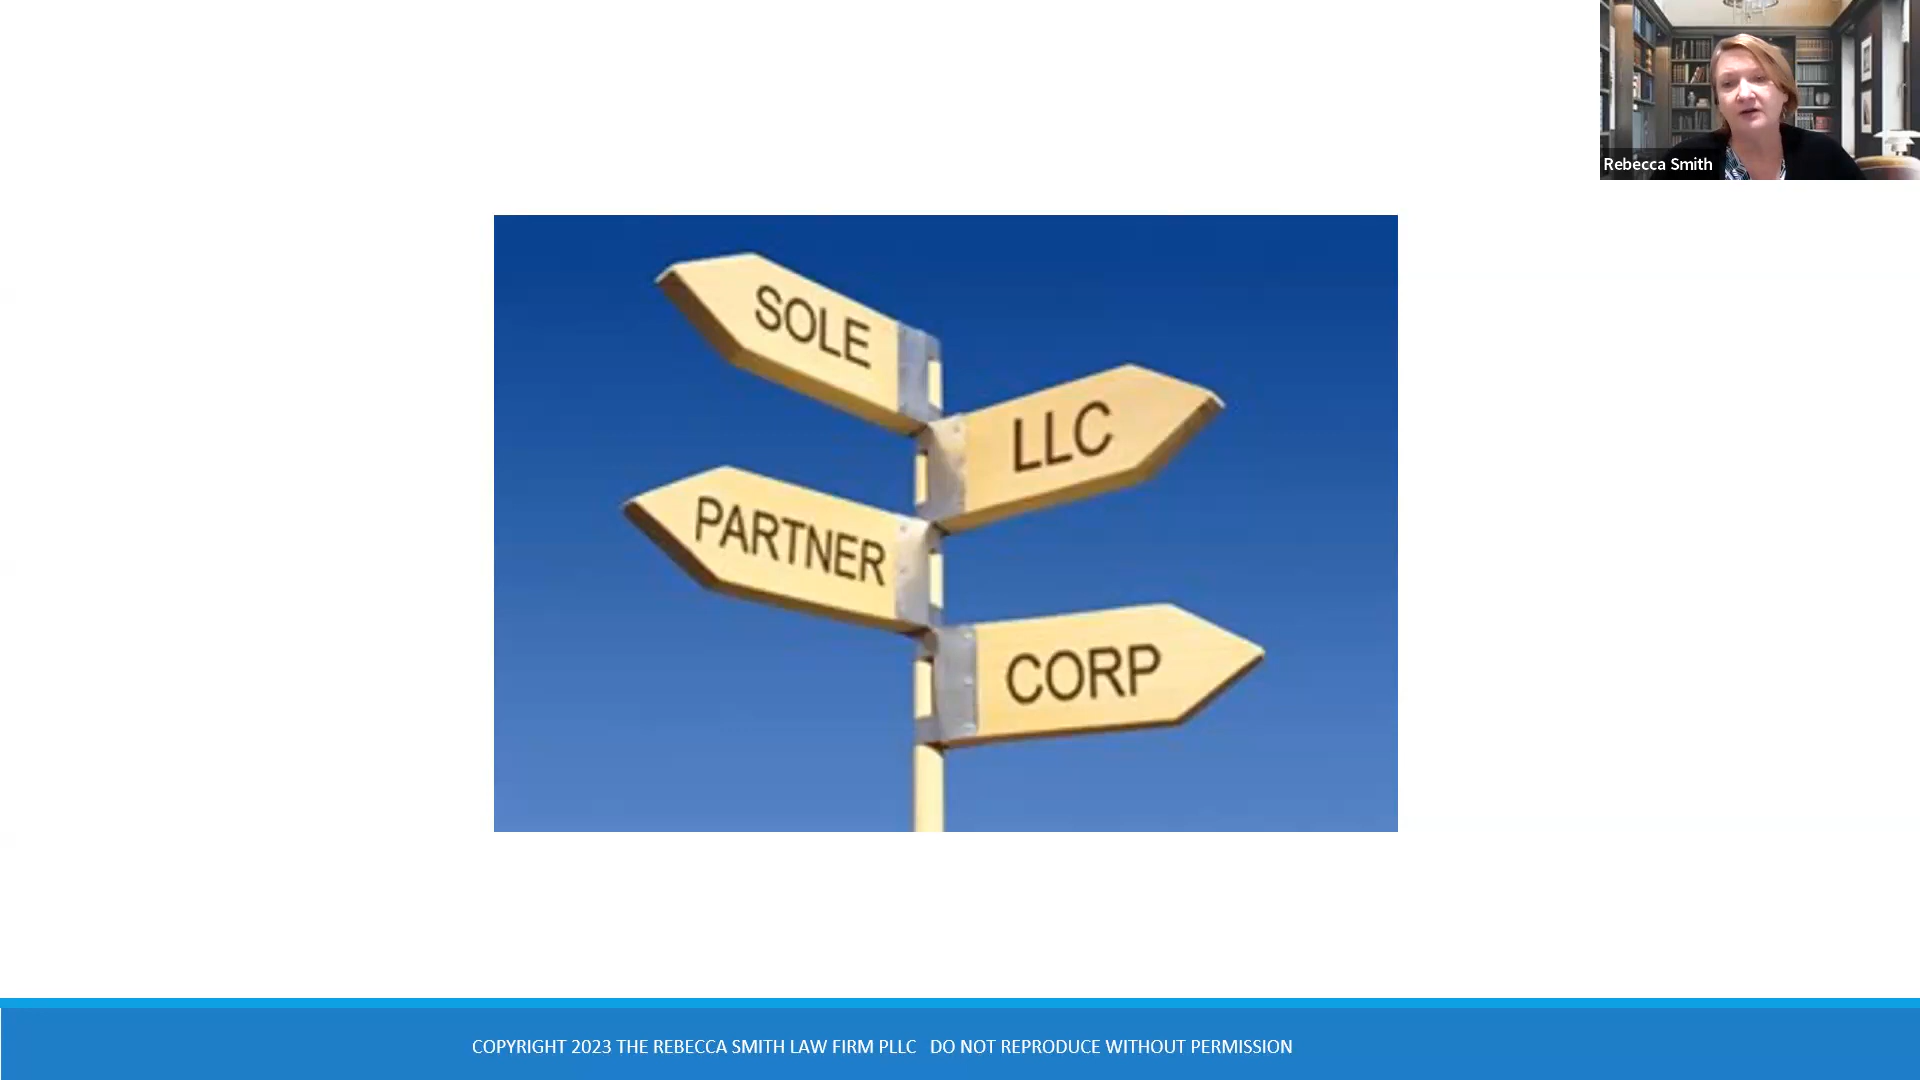 Rebecca Smith
SOLE
LLC
PARTNER
CORP
COPYRIGHT 2023 THE REBECCA SMITH LAW FIRM PLLC DO NOT REPRODUCE WITHOUT PERMISSION